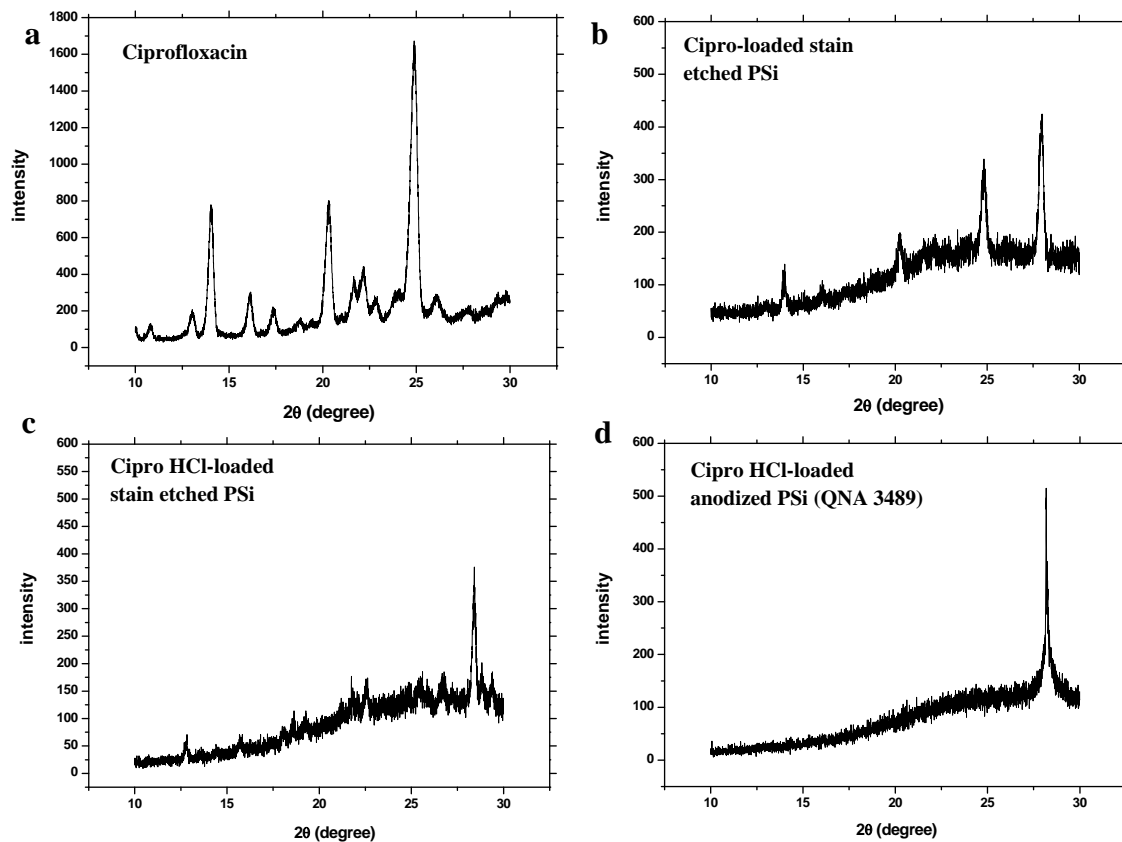 a
Ciprofloxacin
1800
1600
1400
1200
1000
800
600
400
200
0
intensity
10 15 20 25 30
2θ (degree)
b
Cipro-loaded stain
etched PSi
600
500
400
300
200
100
0
intensity
10 15 20 25 30
2θ (degree)
c
Cipro HCl-loaded
stain etched PSi
600
550
500
450
400
350
300
250
200
150
100
50
0
intensity
10 15 20 25 30
2θ (degree)
d
Cipro HCl-loaded
anodized PSi (QNA 3489)
600
500
400
300
200
100
0
intensity
10 15 20 25 30
2θ (degree)